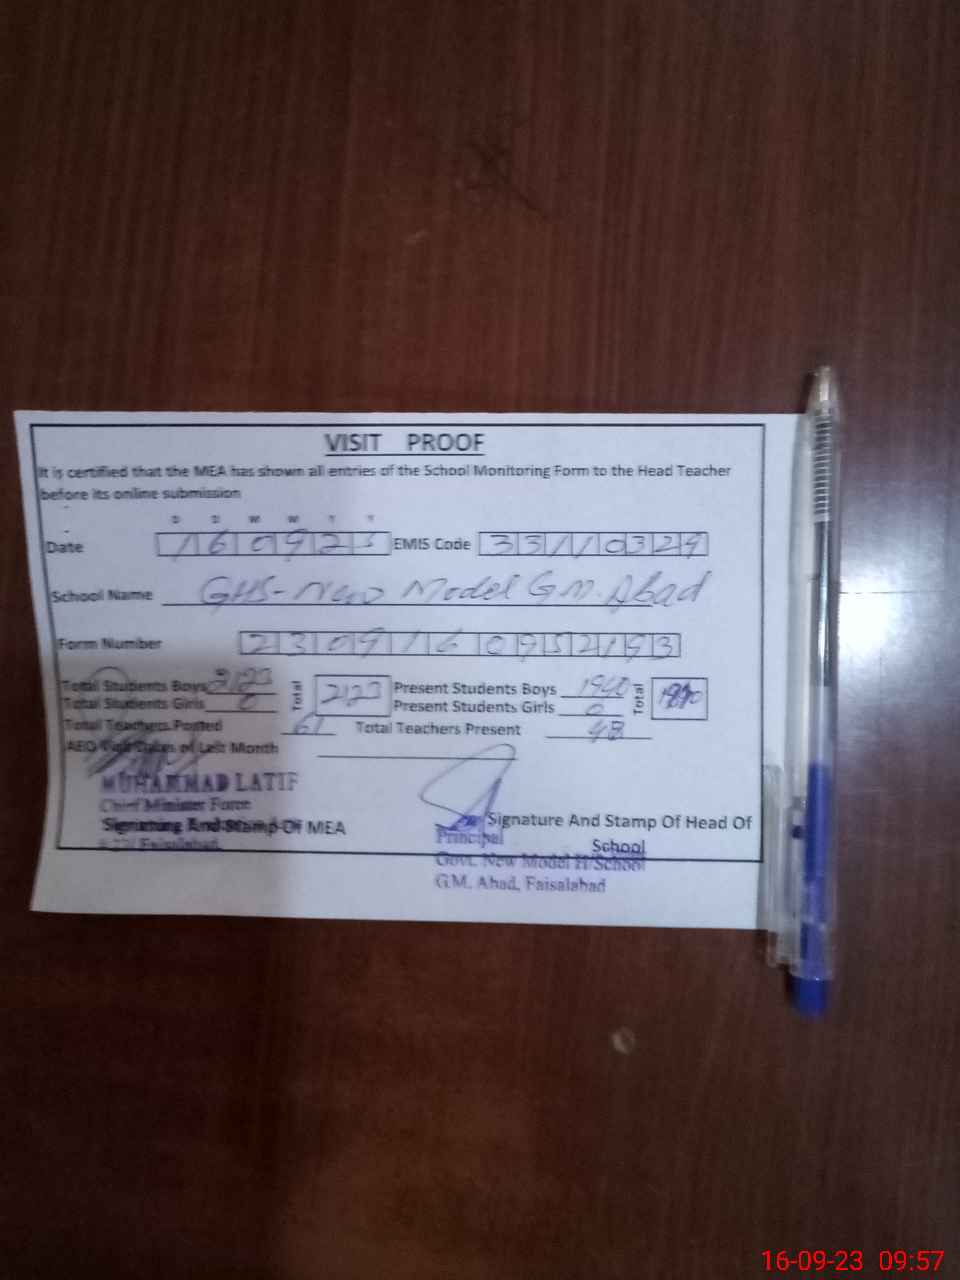 VISIT PROOF
It is certified that the MEA has shown all entries of the School Monitoring Form to the Head Teacher
before its online submission
D D M M Y Y
Date 160923 EMIS Code 33110329
School Name GHS-New Model G.M.Abad
Form Number 230916095293
Total Students Boys 2123 Total 2123 Present Students Boys 1940 Total
Total Students Girls 0 Present Students Girls 0
Total Teachers Posted 61 Total Teachers Present 48
AEO Visit Dates of Last Month
MUHAMMAD LATIF
Chief Minister Force
Signature And Stamp Of MEA Signature And Stamp Of Head Of
School
Faisalabad
Principal
Govt. New Model H/School
G.M. Abad, Faisalabad
16-09-23 09:57